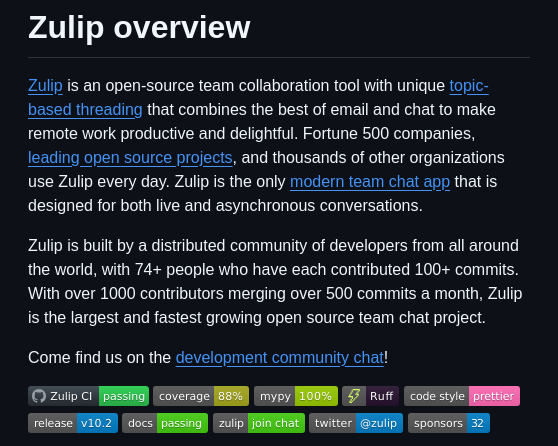 Zulip overview
Zulip is an open-source team collaboration tool with unique topic-
based threading that combines the best of email and chat to make
remote work productive and delightful. Fortune 500 companies,
leading open source projects, and thousands of other organizations
use Zulip every day. Zulip is the only modern team chat app that is
designed for both live and asynchronous conversations.
Zulip is built by a distributed community of developers from all around
the world, with 74+ people who have each contributed 100+ commits.
With over 1000 contributors merging over 500 commits a month, Zulip
is the largest and fastest growing open source team chat project.
Come find us on the development community chat!
Zulip CI passing coverage 88% mypy 100% Ruff code style prettier
release v10.2 docs passing zulip join chat twitter @zulip sponsors 32